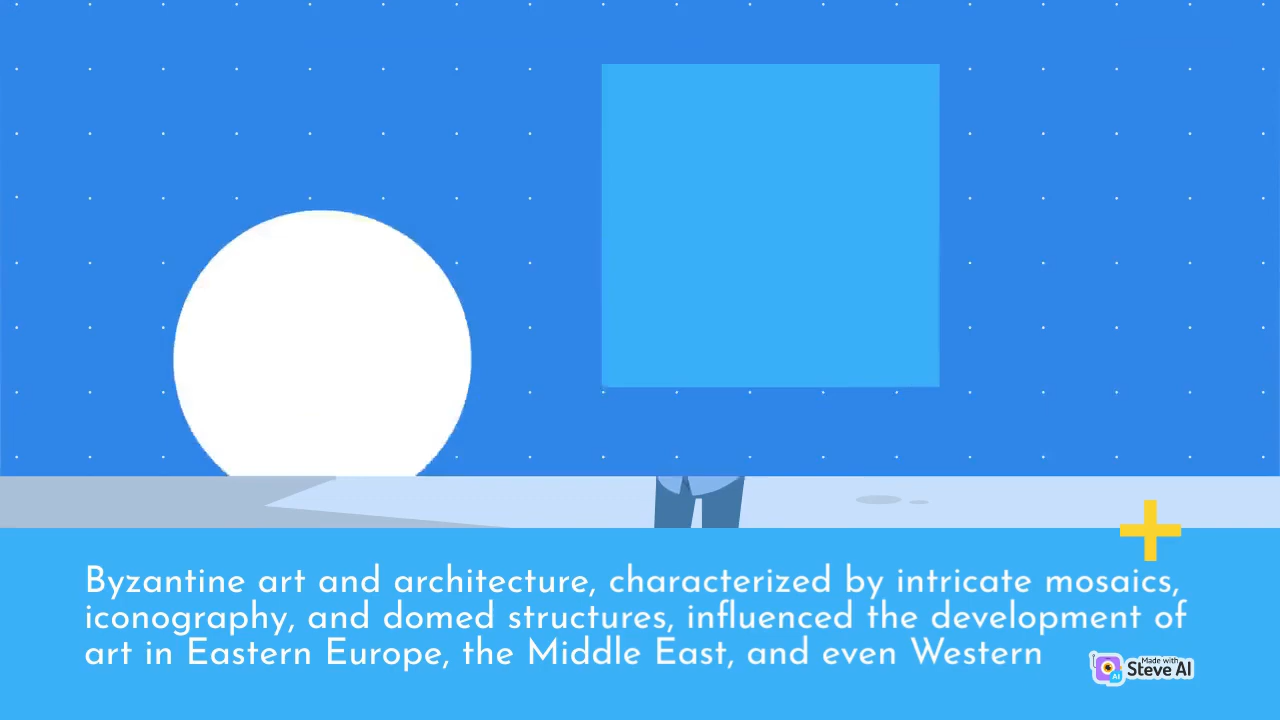 Byzantine art and architecture, characterized by intricate mosaics,
iconography, and domed structures, influenced the development of
art in Eastern Europe, the Middle East, and even Western
Made with
Steve AI
AI